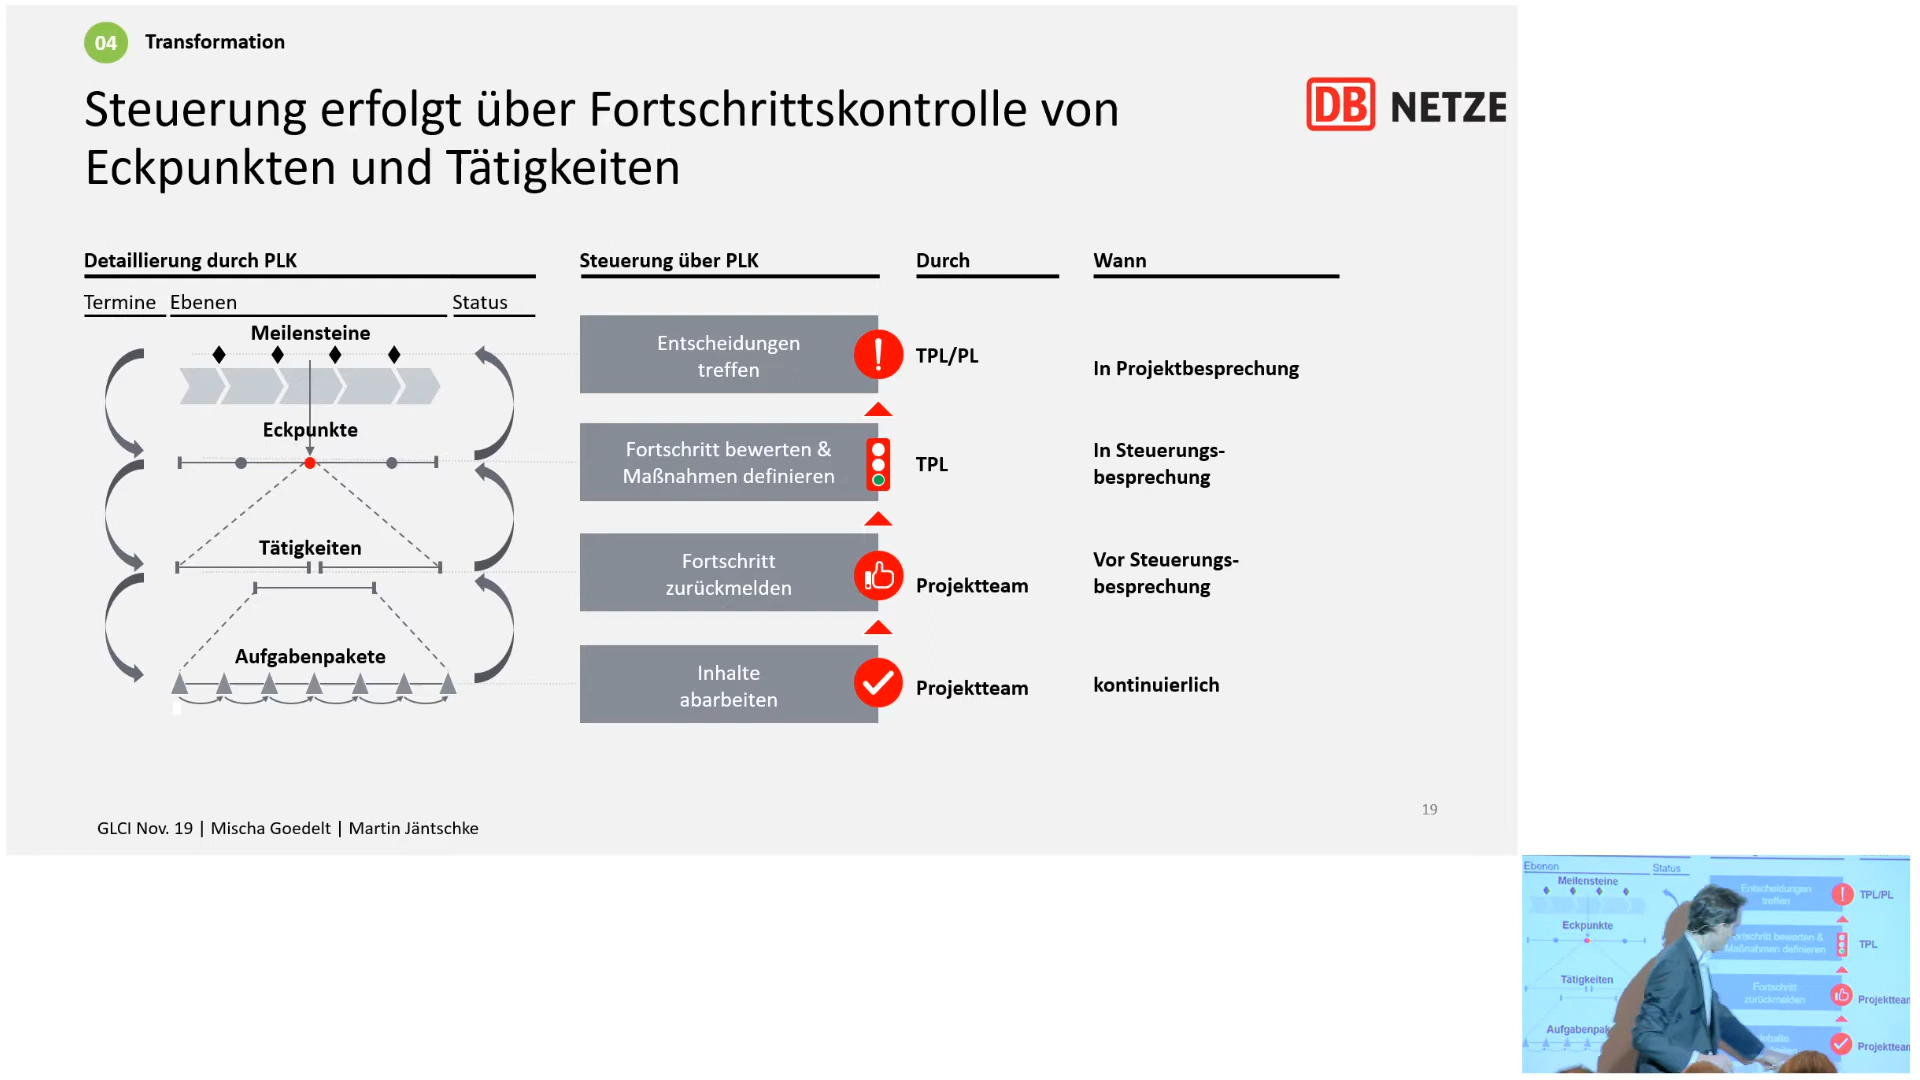 04 Transformation
Steuerung erfolgt über Fortschrittskontrolle von
Eckpunkten und Tätigkeiten
DB NETZE
Detaillierung durch PLK
Termine Ebenen Status
Meilensteine
Eckpunkte
Tätigkeiten
Aufgabenpakete
Steuerung über PLK
Durch
Wann
Entscheidungen
treffen
!
TPL/PL
In Projektbesprechung
Fortschritt bewerten &
Maßnahmen definieren
TPL
In Steuerungs-
besprechung
Fortschritt
zurückmelden
Projektteam
Vor Steuerungs-
besprechung
Inhalte
abarbeiten
Projektteam
kontinuierlich
19
GLCI Nov. 19 | Mischa Goedelt | Martin Jäntschke
Ebenen Status
Meilensteine
Entscheidungen
treffen
!
TPL/PL
Eckpunkte
Fortschritt bewerten &
Maßnahmen definieren
TPL
Tätigkeiten
Fortschritt
zurückmelden